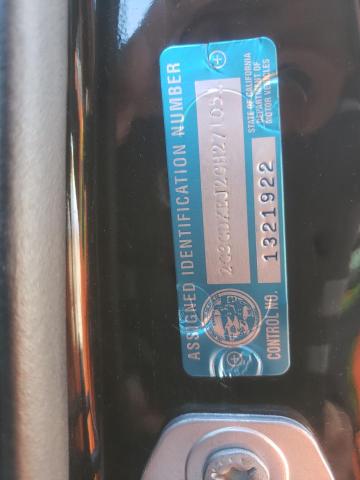 ASSIGNED IDENTIFICATION NUMBER
STATE OF CALIFORNIA
DEPARTMENT OF
MOTOR VEHICLES
CONTROL NO.
1321922